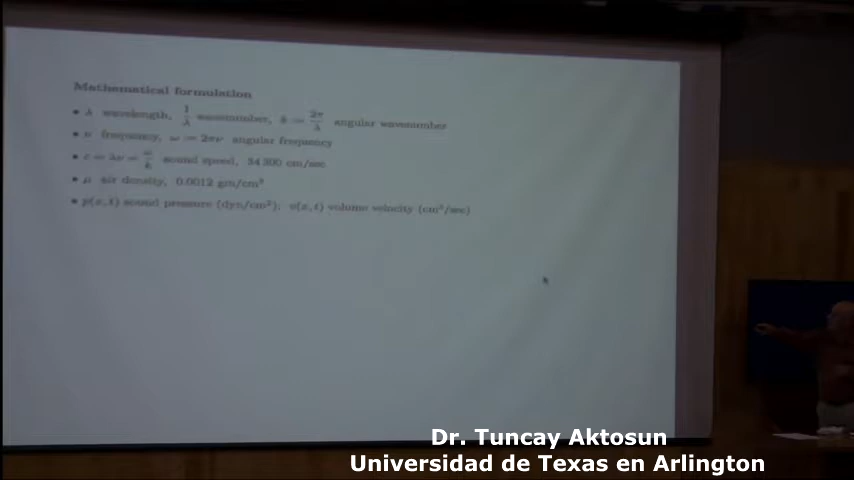 Mathematical formulation
• λ wavelength, 1/λ wavenumber, k := 2π/λ angular wavenumber
• ν frequency, ω := 2πν angular frequency
• c = λν = ω/k sound speed, 34 300 cm/sec
• μ air density, 0.0012 gm/cm³
• p(x, t) sound pressure (dyn/cm²); v(x, t) volume velocity (cm³/sec)
Dr. Tuncay Aktosun
Universidad de Texas en Arlington